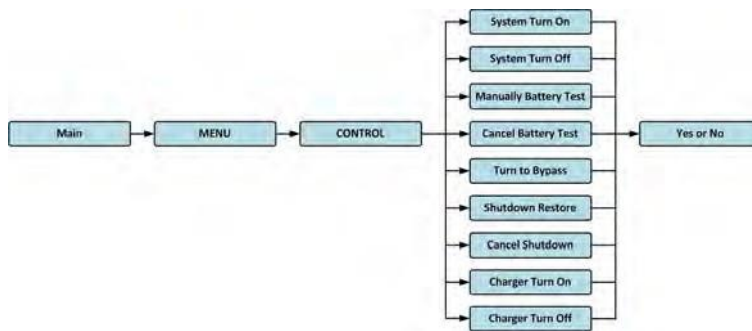 System Turn On
System Turn Off
Manually Battery Test
Main
MENU
CONTROL
Cancel Battery Test
Yes or No
Turn to Bypass
Shutdown Restore
Cancel Shutdown
Charger Turn On
Charger Turn Off